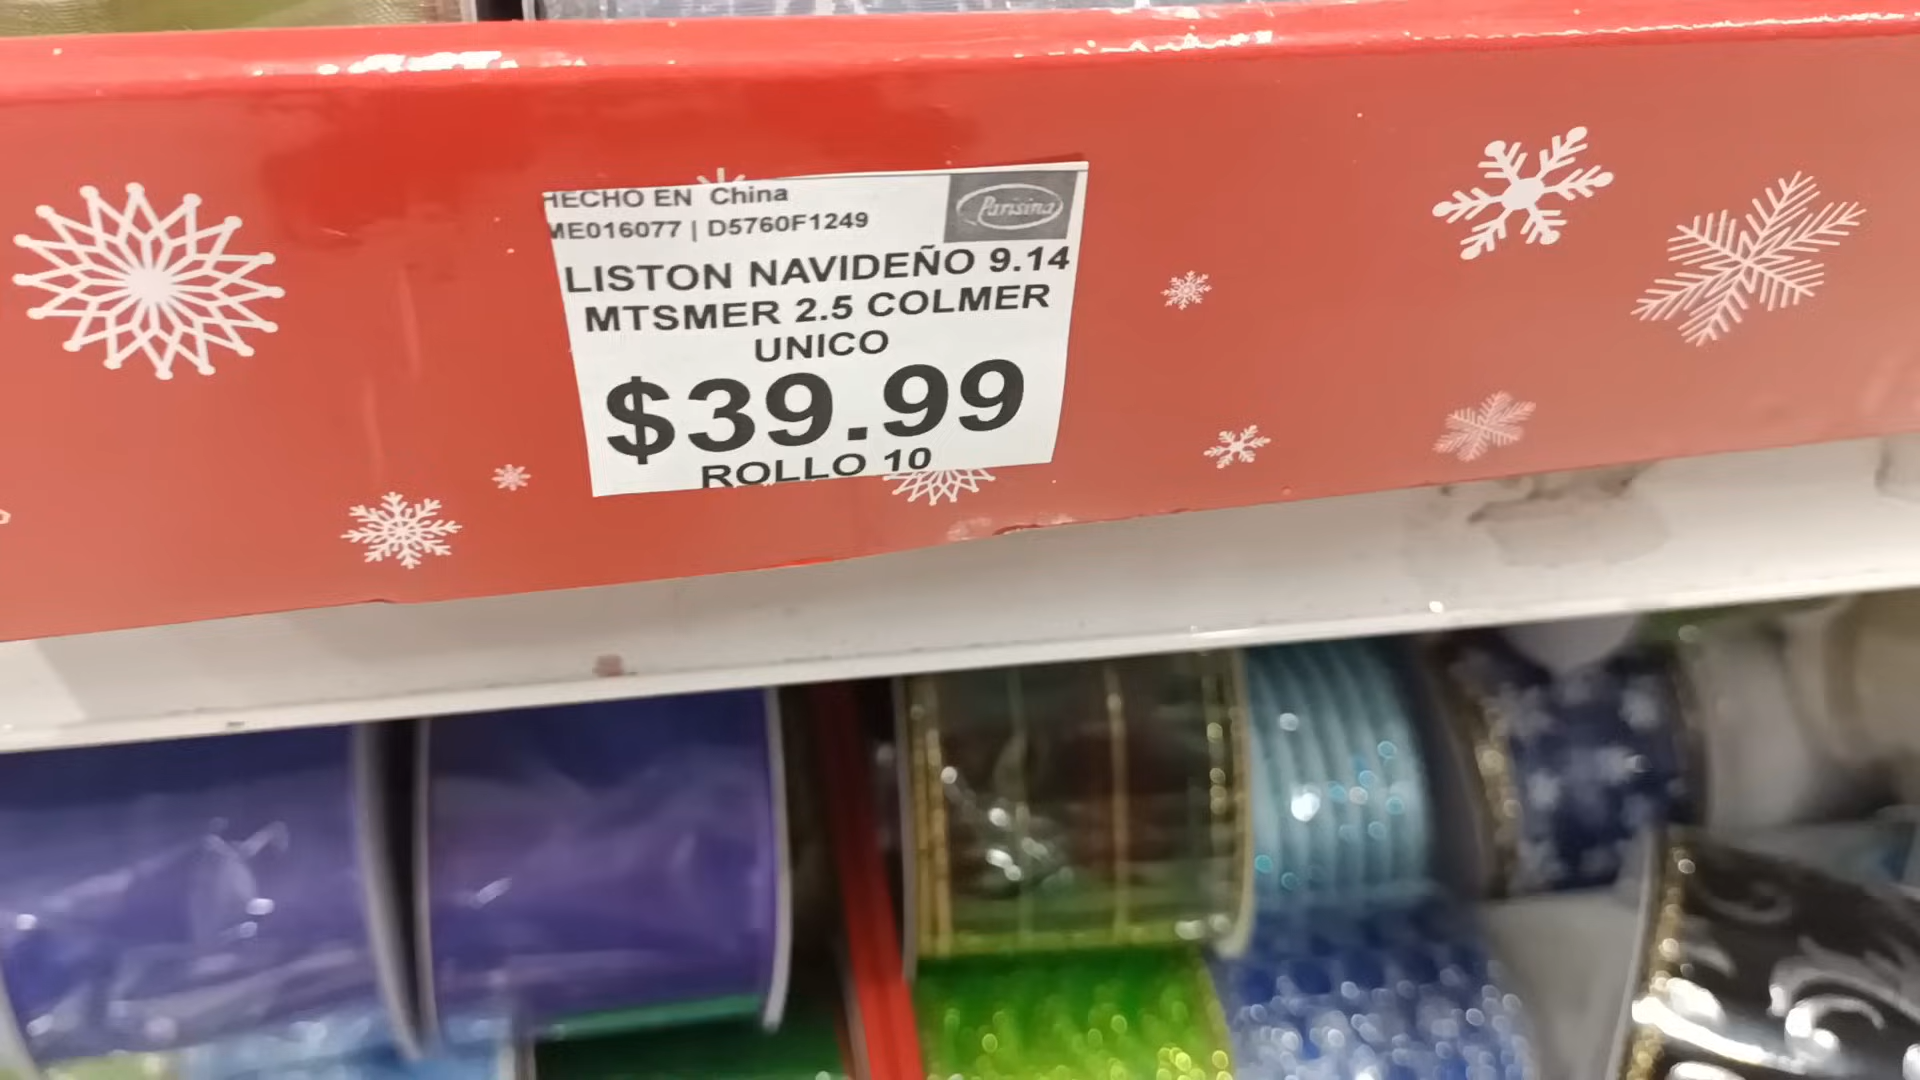 HECHO EN China
ME016077 | D5760F1249
Parisina
LISTON NAVIDEÑO 9.14
MTSMER 2.5 COLMER
UNICO
$39.99
ROLLO 10